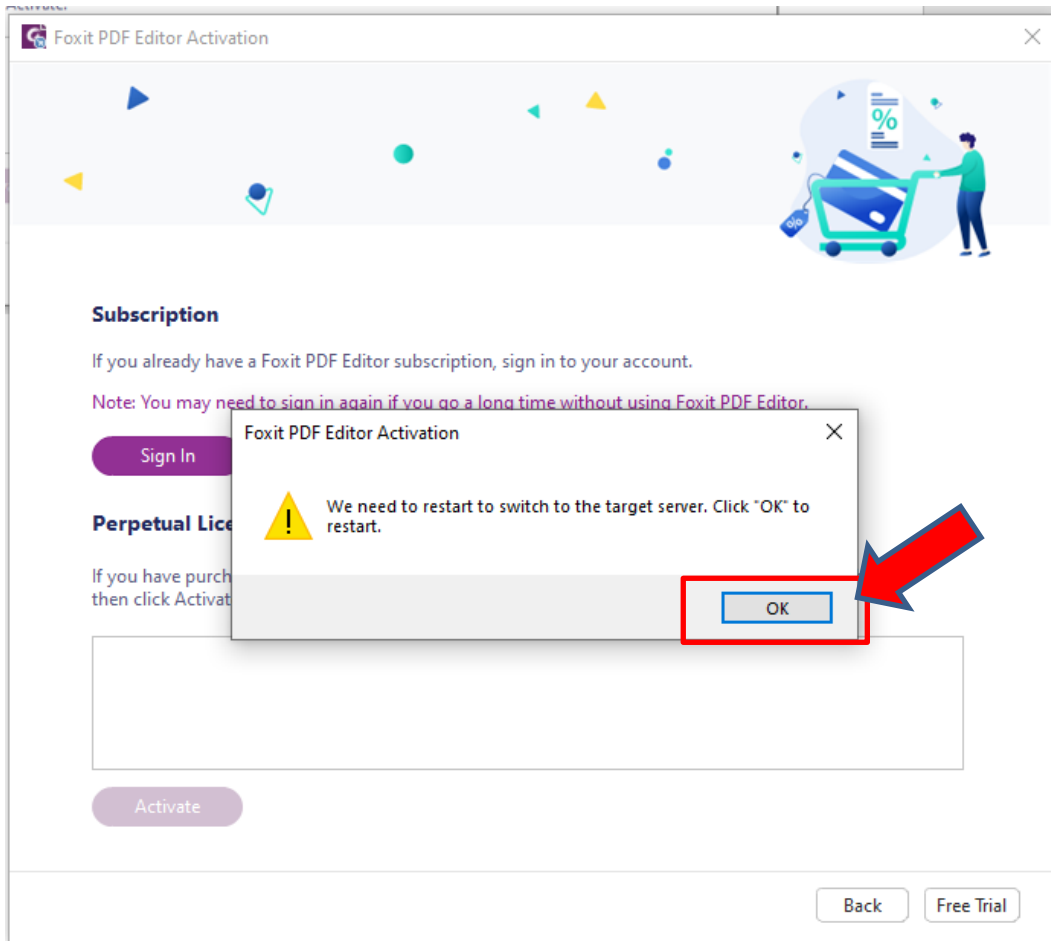 Activate.
Foxit PDF Editor Activation
%
%
Subscription
If you already have a Foxit PDF Editor subscription, sign in to your account.
Note: You may need to sign in again if you go a long time without using Foxit PDF Editor.
Sign In
Foxit PDF Editor Activation
We need to restart to switch to the target server. Click "OK" to
restart.
OK
Perpetual Lice
If you have purch
then click Activat
Activate
Back
Free Trial